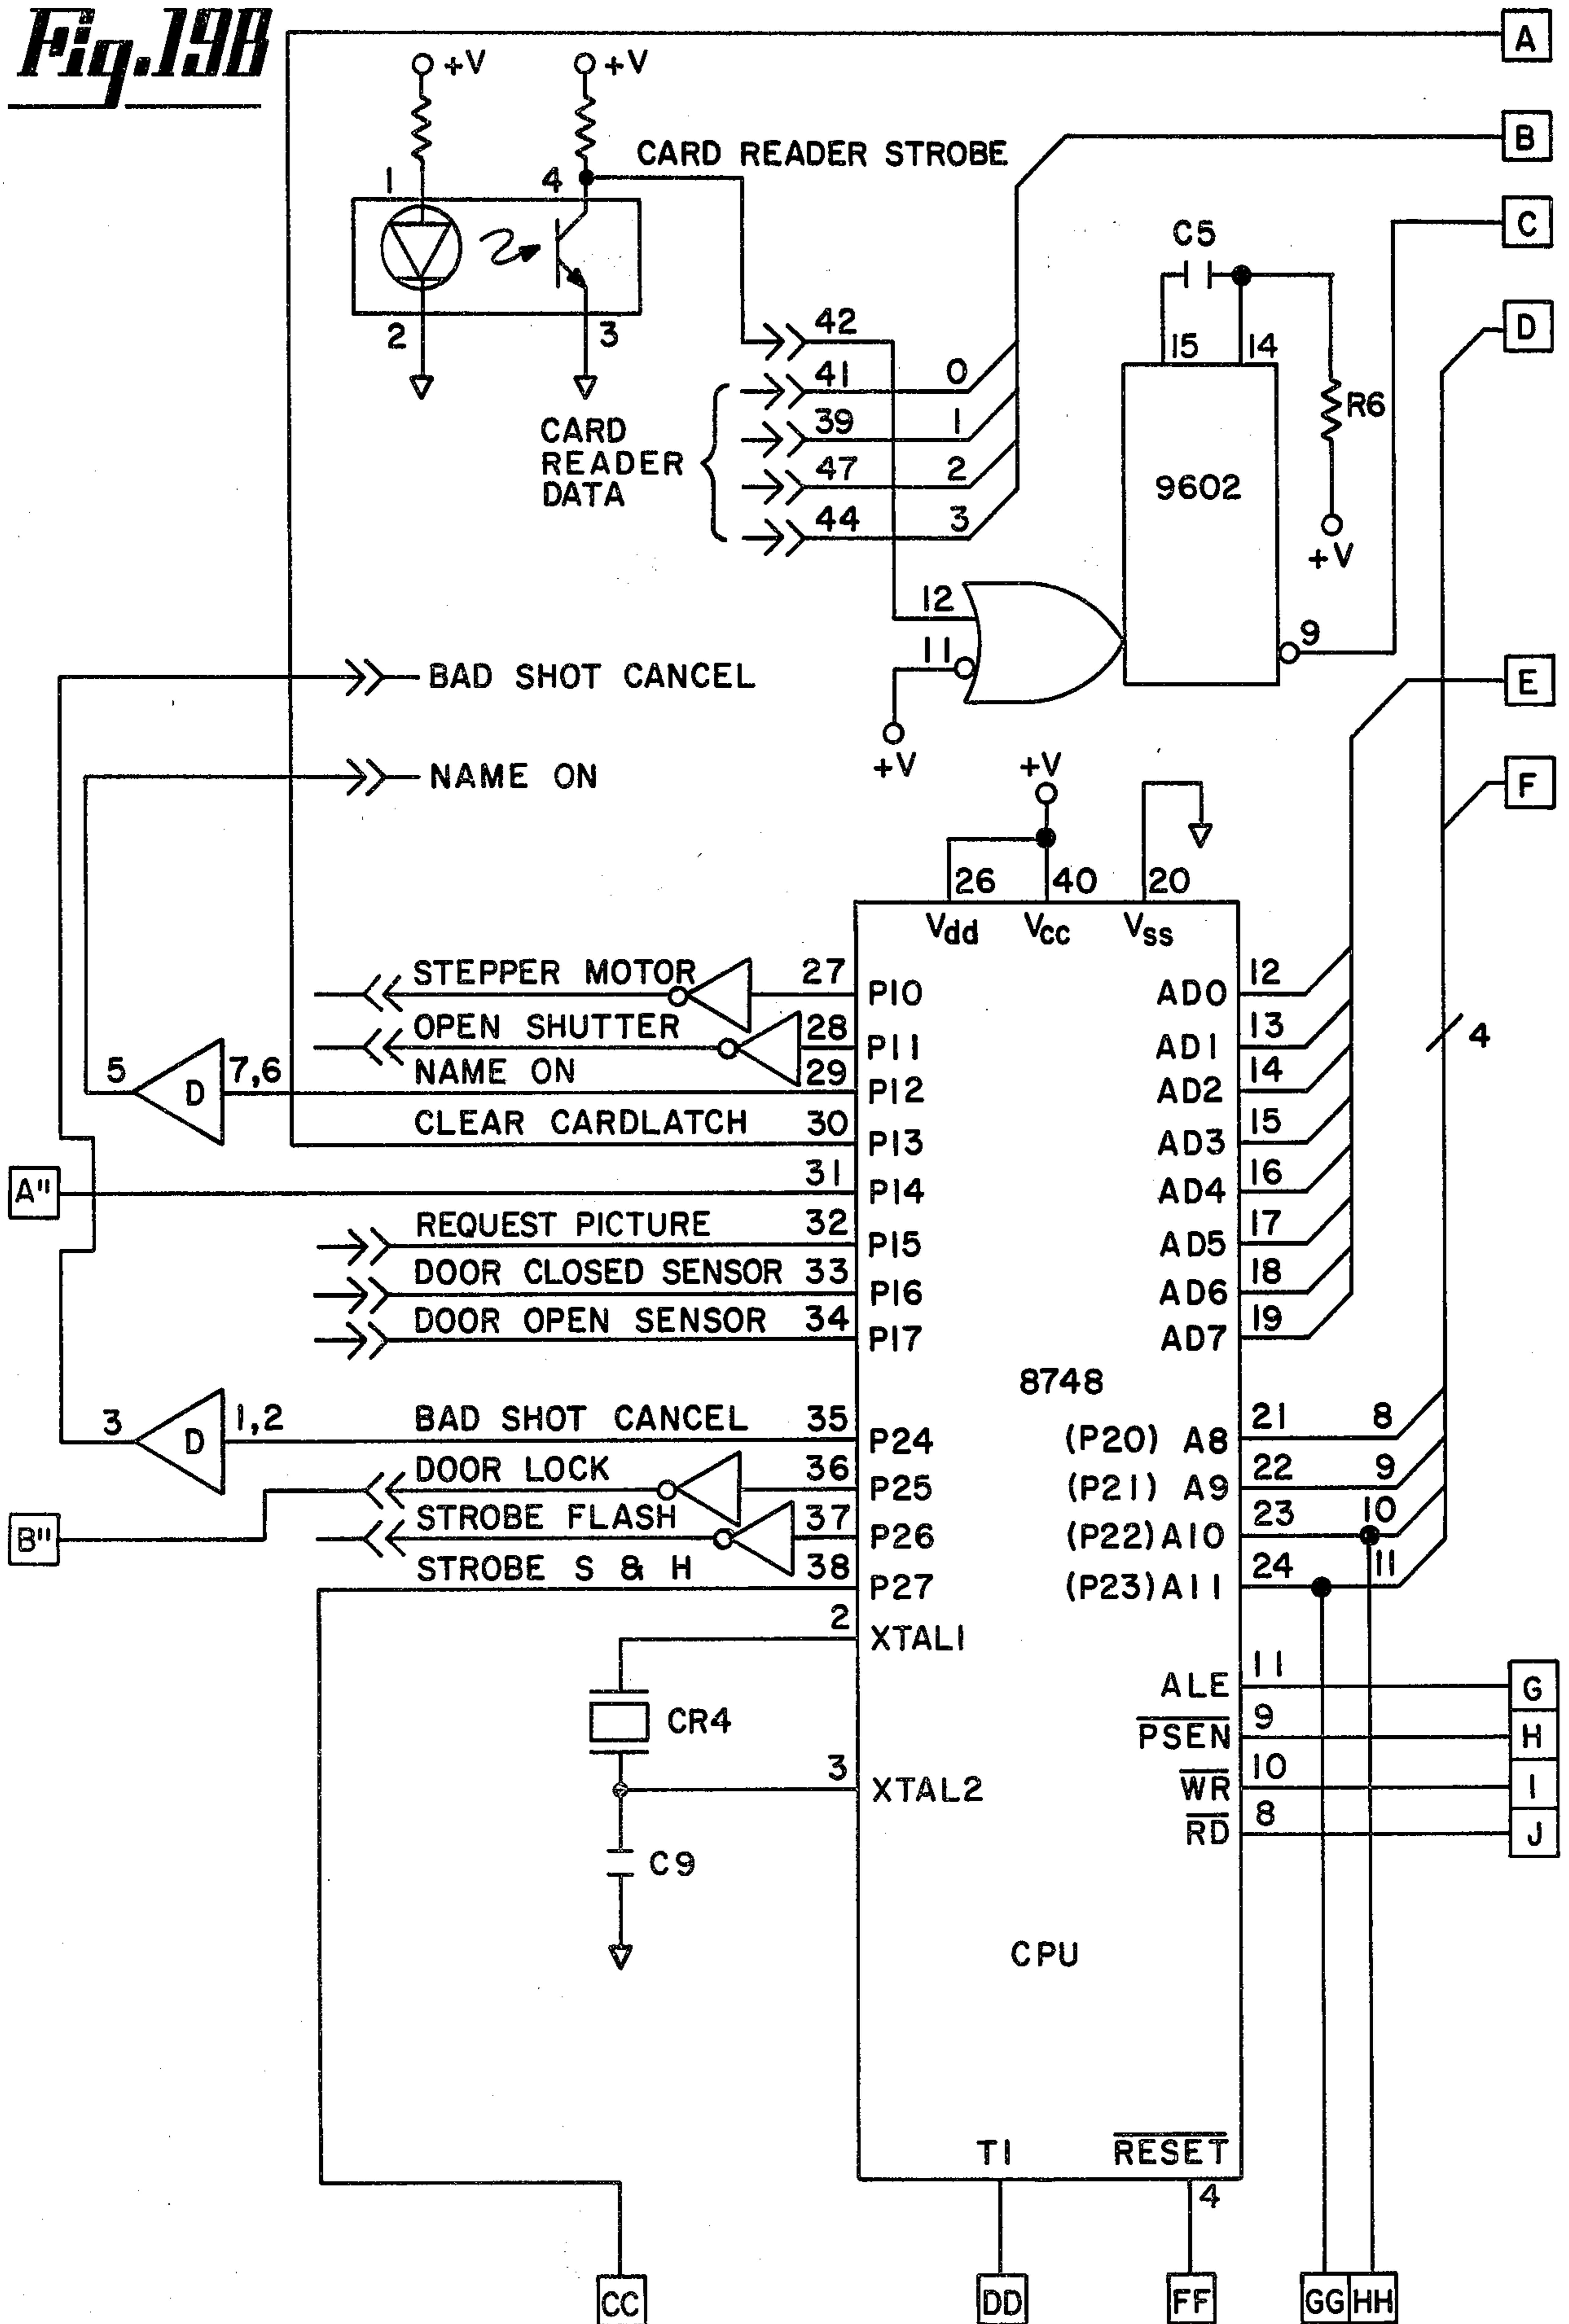 Fig. 19B
A
+V +V
CARD READER STROBE
B
1 4
C
C5
2 3
42
15 14
D
41 0
CARD READER DATA
39 1
R6
47 2
9602
44 3
+V
12
11
9
BAD SHOT CANCEL
E
+V
+V
NAME ON
F
26 40 20
Vdd Vcc Vss
STEPPER MOTOR 27 P10
AD0 12
OPEN SHUTTER 28 P11
AD1 13
4
5 D 7,6 NAME ON 29 P12
AD2 14
CLEAR CARDLATCH 30 P13
AD3 15
A" 31 P14
AD4 16
REQUEST PICTURE 32 P15
AD5 17
DOOR CLOSED SENSOR 33 P16
AD6 18
DOOR OPEN SENSOR 34 P17
AD7 19
8748
3 D 1,2 BAD SHOT CANCEL 35 P24
(P20) A8 21 8
DOOR LOCK 36 P25
(P21) A9 22 9
B" STROBE FLASH 37 P26
(P22) A10 23 10
STROBE S & H 38 P27
(P23) A11 24 11
2 XTAL1
ALE 11 G
CR4
PSEN 9 H
3 XTAL2
WR 10 I
RD 8 J
C9
CPU
T1 RESET
4
CC DD FF GG HH